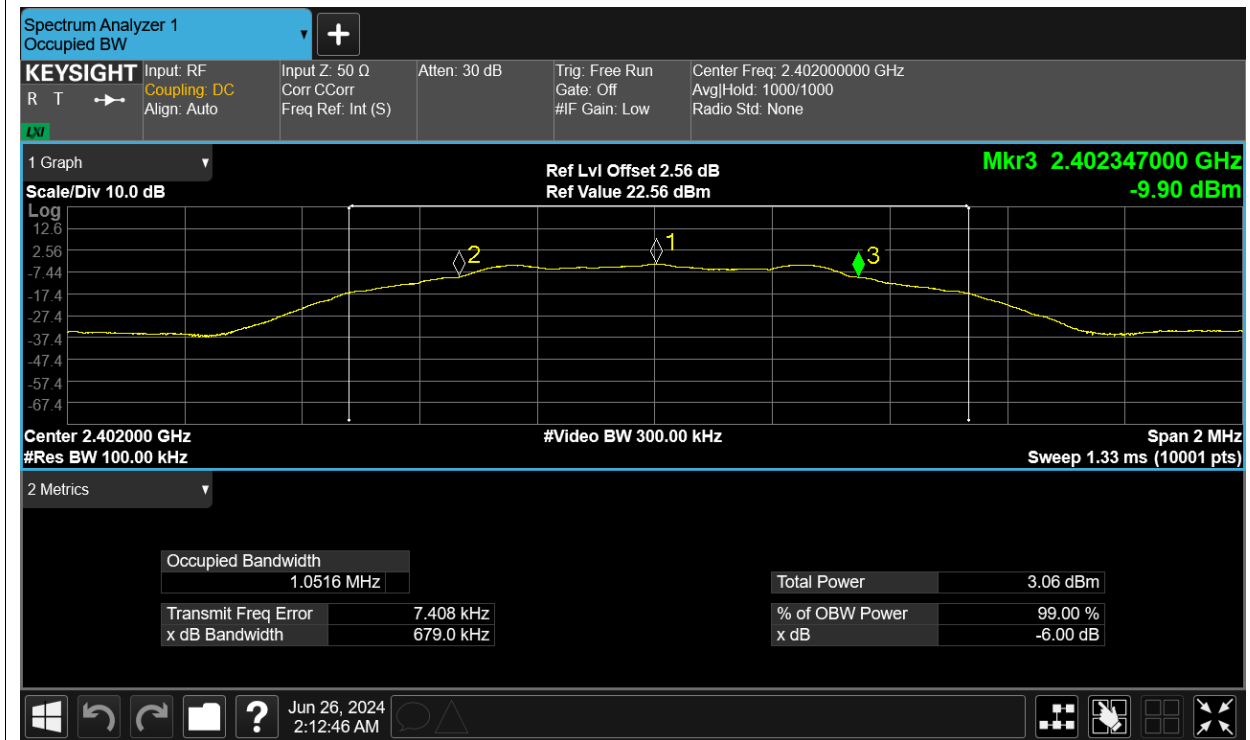 Spectrum Analyzer 1
Occupied BW
KEYSIGHT
R T
LXI
Input: RF
Coupling: DC
Align: Auto
Input Z: 50 Ω
Corr CCorr
Freq Ref: Int (S)
Atten: 30 dB
Trig: Free Run
Gate: Off
#IF Gain: Low
Center Freq: 2.402000000 GHz
Avg|Hold: 1000/1000
Radio Std: None
1 Graph
Scale/Div 10.0 dB
Ref Lvl Offset 2.56 dB
Ref Value 22.56 dBm
Mkr3 2.402347000 GHz
-9.90 dBm
Log
12.6
2.56
-7.44
-17.4
-27.4
-37.4
-47.4
-57.4
-67.4
2
1
3
Center 2.402000 GHz
#Video BW 300.00 kHz
Span 2 MHz
#Res BW 100.00 kHz
Sweep 1.33 ms (10001 pts)
2 Metrics
Occupied Bandwidth
1.0516 MHz
Total Power 3.06 dBm
Transmit Freq Error 7.408 kHz
% of OBW Power 99.00 %
x dB Bandwidth 679.0 kHz
x dB -6.00 dB
?
Jun 26, 2024
2:12:46 AM